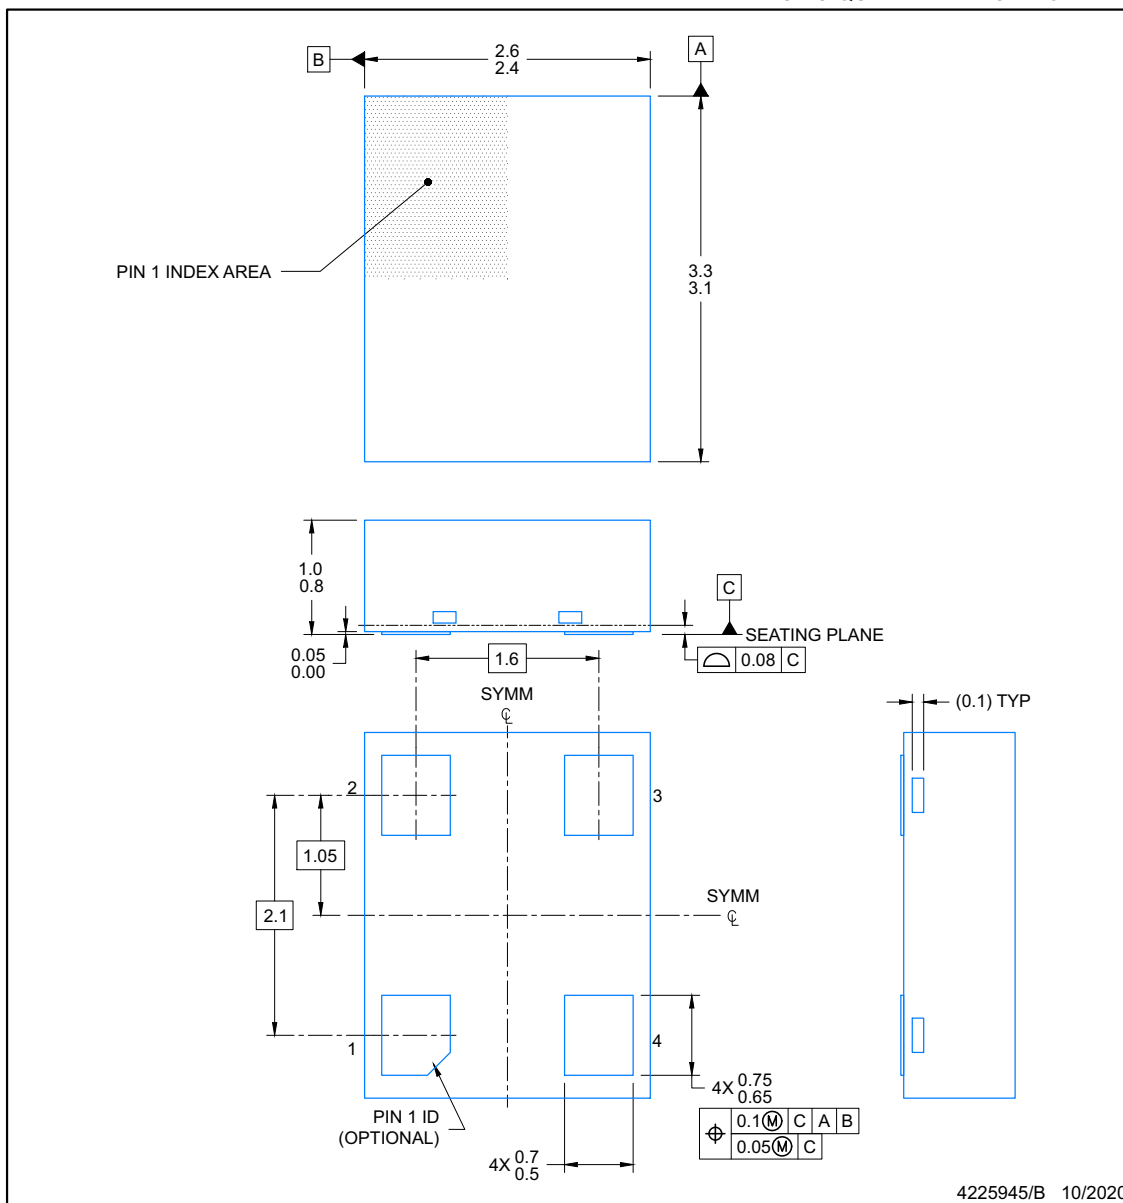 B
2.6
2.4
A
PIN 1 INDEX AREA
3.3
3.1
1.0
0.8
C
SEATING PLANE
0.05
0.00
1.6
0.08 C
SYMM
℄
(0.1) TYP
2
3
1.05
SYMM
℄
2.1
1
4
4X 0.75
0.65
PIN 1 ID
(OPTIONAL)
0.1Ⓜ C A B
0.05Ⓜ C
4X 0.7
0.5
4225945/B 10/2020